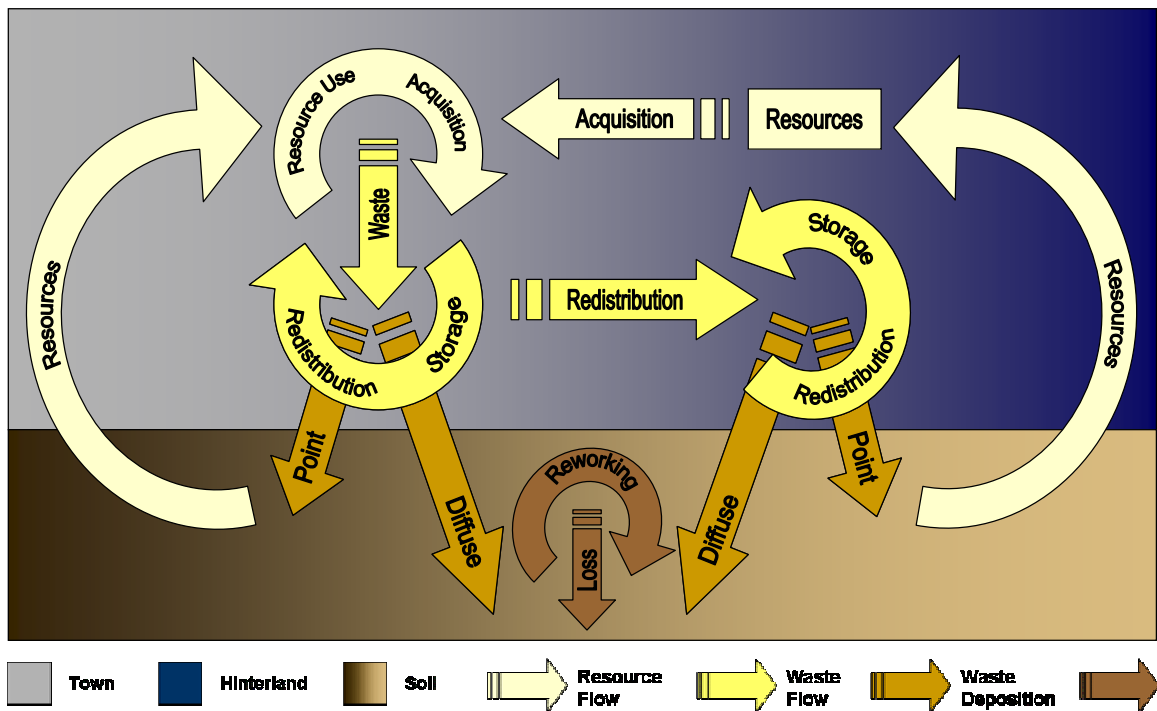 Resource Use
Acquisition
Acquisition
Resources
Waste
Storage
Resources
Redistribution
Resources
Redistribution
Storage
Redistribution
Point
Diffuse
Reworking
Loss
Diffuse
Point
Town
Hinterland
Soil
Resource
Flow
Waste
Flow
Waste
Deposition